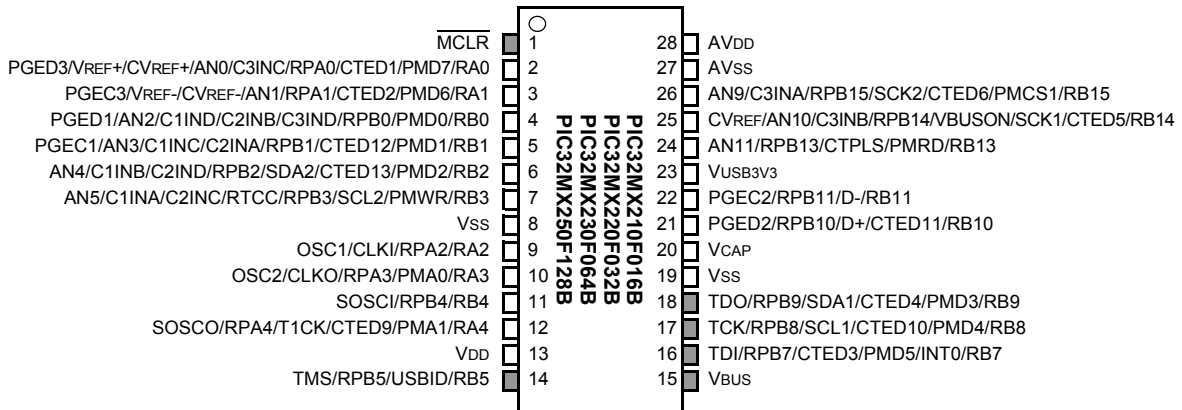 MCLR 1 28 AVDD
PGED3/VREF+/CVREF+/AN0/C3INC/RPA0/CTED1/PMD7/RA0 2 27 AVSS
PGEC3/VREF-/CVREF-/AN1/RPA1/CTED2/PMD6/RA1 3 26 AN9/C3INA/RPB15/SCK2/CTED6/PMCS1/RB15
PGED1/AN2/C1IND/C2INB/C3IND/RPB0/PMD0/RB0 4 25 CVREF/AN10/C3INB/RPB14/VBUSON/SCK1/CTED5/RB14
PGEC1/AN3/C1INC/C2INA/RPB1/CTED12/PMD1/RB1 5 24 AN11/RPB13/CTPLS/PMRD/RB13
AN4/C1INB/C2IND/RPB2/SDA2/CTED13/PMD2/RB2 6 23 VUSB3V3
AN5/C1INA/C2INC/RTCC/RPB3/SCL2/PMWR/RB3 7 22 PGEC2/RPB11/D-/RB11
VSS 8 21 PGED2/RPB10/D+/CTED11/RB10
OSC1/CLKI/RPA2/RA2 9 20 VCAP
OSC2/CLKO/RPA3/PMA0/RA3 10 19 VSS
SOSCI/RPB4/RB4 11 18 TDO/RPB9/SDA1/CTED4/PMD3/RB9
SOSCO/RPA4/T1CK/CTED9/PMA1/RA4 12 17 TCK/RPB8/SCL1/CTED10/PMD4/RB8
VDD 13 16 TDI/RPB7/CTED3/PMD5/INT0/RB7
TMS/RPB5/USBID/RB5 14 15 VBUS
PIC32MX210F016B
PIC32MX220F032B
PIC32MX230F064B
PIC32MX250F128B